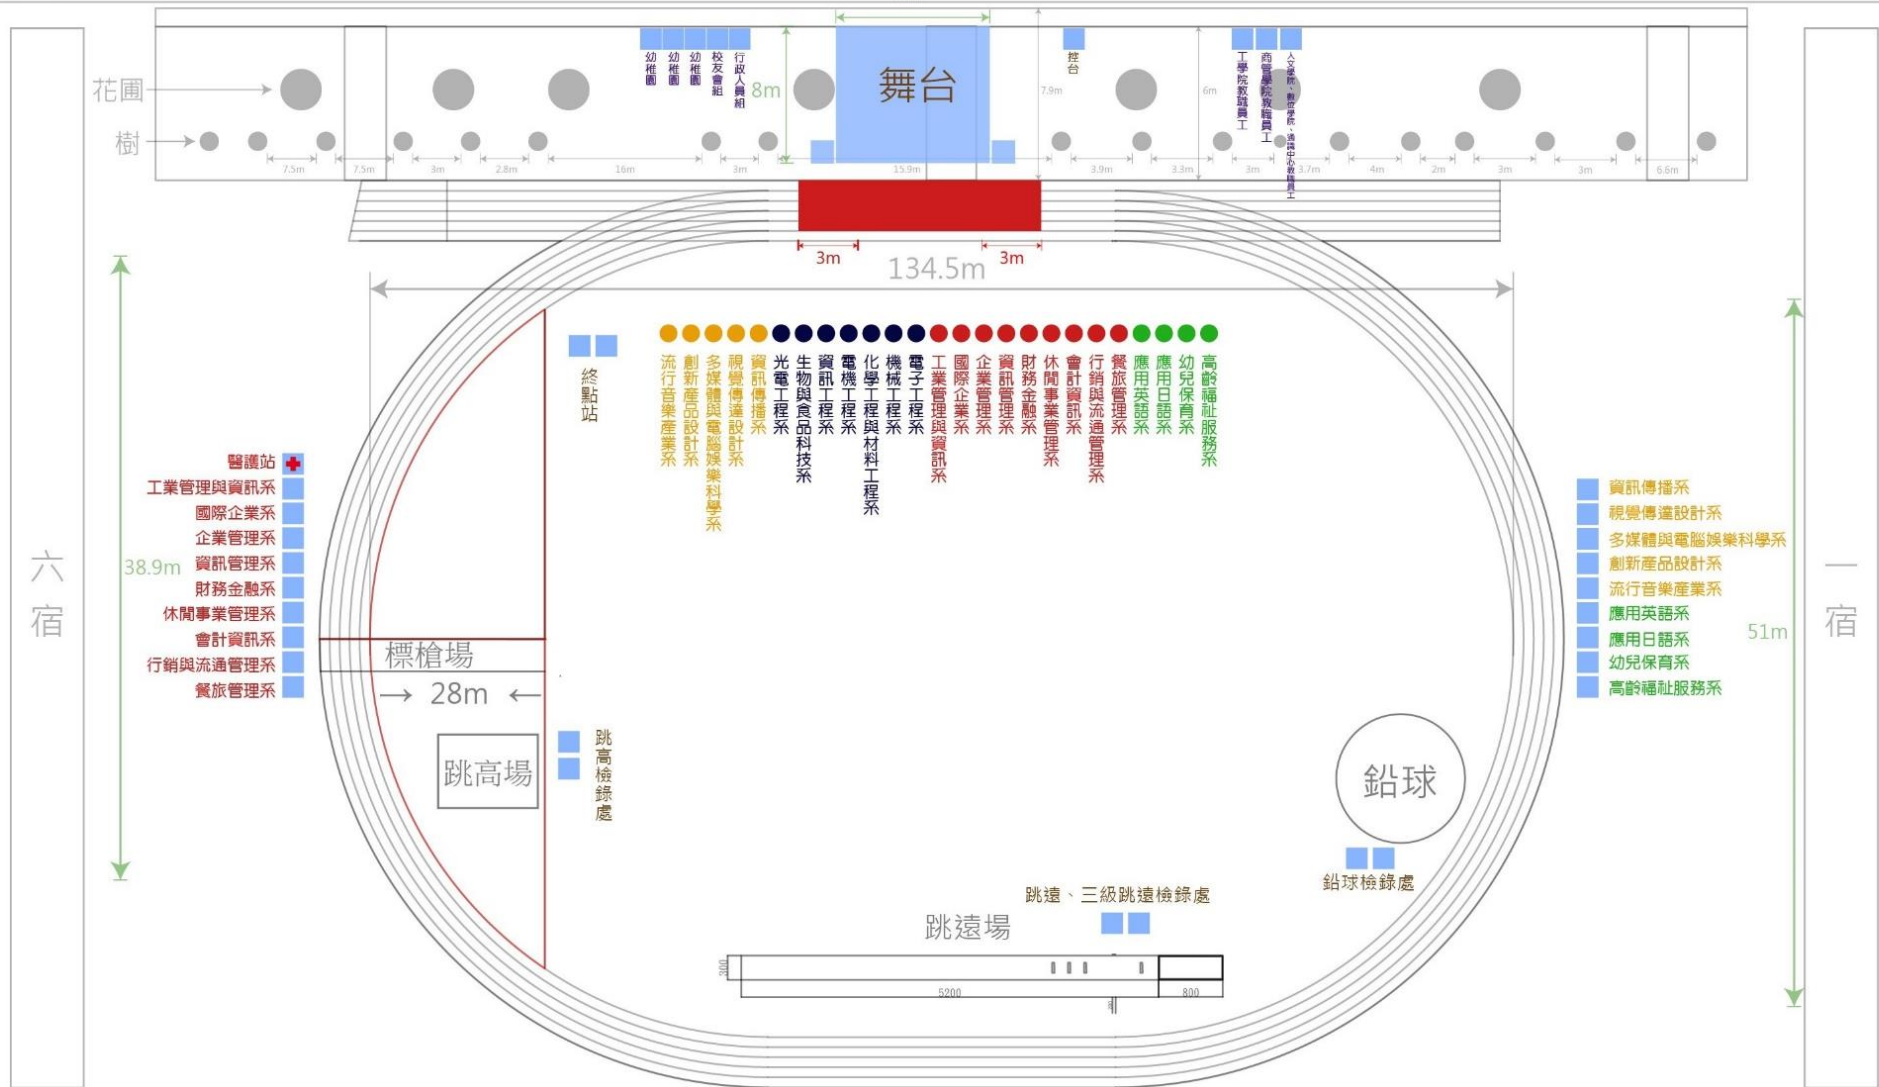 幼稚園
幼稚園
幼稚園
校友會組
行政人員組
8m
舞台
7.9m
控台
6m
工學院教職員工
商管學院教職員工
人文學院、數位學院、通識中心教職員工
花圃
樹
7.5m
7.5m
3m
2.8m
16m
3m
15.9m
3.9m
3.3m
3m
3.7m
4m
2m
3m
3m
6.6m
3m
3m
134.5m
終點站
流行音樂產業系
創新產品設計系
多媒體與電腦娛樂科學系
視覺傳達設計系
資訊傳播系
光電工程系
生物與食品科技系
資訊工程系
電機工程系
化學工程與材料工程系
機械工程系
電子工程系
工業管理與資訊系
國際企業系
企業管理系
資訊管理系
財務金融系
休閒事業管理系
會計資訊系
行銷與流通管理系
餐旅管理系
應用英語系
應用日語系
幼兒保育系
高齡福祉服務系
六宿
38.9m
醫護站
工業管理與資訊系
國際企業系
企業管理系
資訊管理系
財務金融系
休閒事業管理系
會計資訊系
行銷與流通管理系
餐旅管理系
標槍場
28m
跳高場
跳高檢錄處
資訊傳播系
視覺傳達設計系
多媒體與電腦娛樂科學系
創新產品設計系
流行音樂產業系
應用英語系
應用日語系
幼兒保育系
高齡福祉服務系
51m
一宿
鉛球
鉛球檢錄處
跳遠、三級跳遠檢錄處
跳遠場
300
5200
800